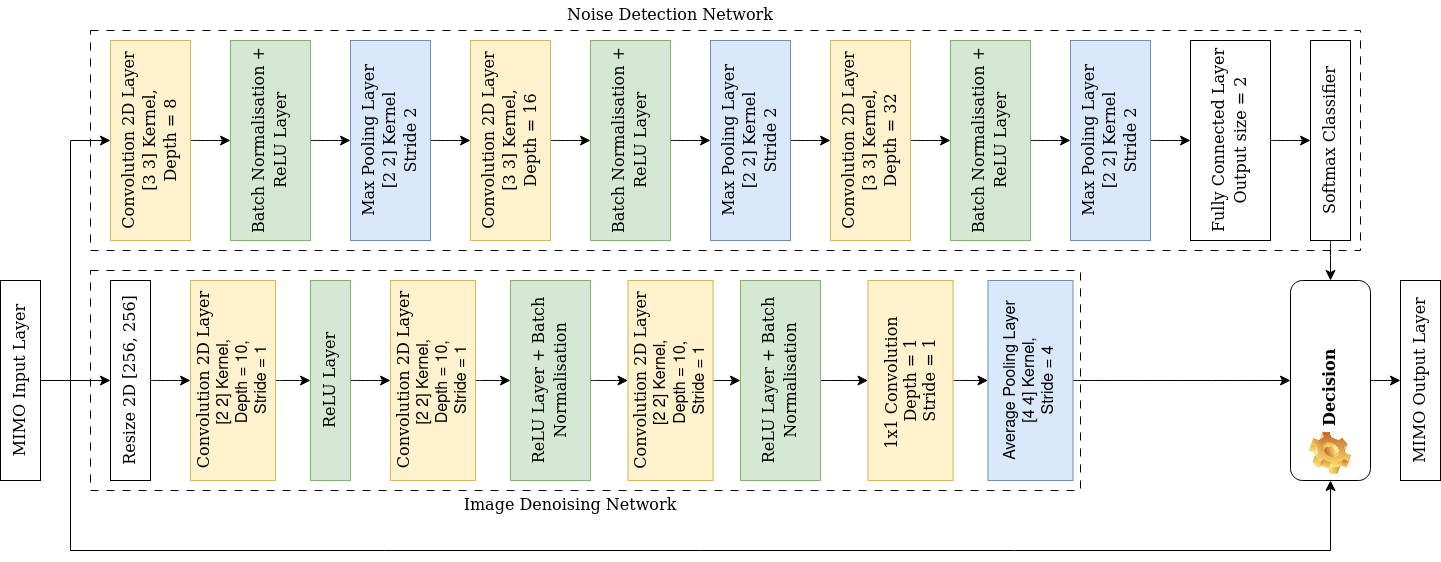 Noise Detection Network
Convolution 2D Layer
[3 3] Kernel,
Depth = 8
Batch Normalisation +
ReLU Layer
Max Pooling Layer
[2 2] Kernel
Stride 2
Convolution 2D Layer
[3 3] Kernel,
Depth = 16
Batch Normalisation +
ReLU Layer
Max Pooling Layer
[2 2] Kernel
Stride 2
Convolution 2D Layer
[3 3] Kernel,
Depth = 32
Batch Normalisation +
ReLU Layer
Max Pooling Layer
[2 2] Kernel
Stride 2
Fully Connected Layer
Output size = 2
Softmax Classifier
MIMO Input Layer
Resize 2D [256, 256]
Convolution 2D Layer
[2 2] Kernel,
Depth = 10,
Stride = 1
ReLU Layer
Convolution 2D Layer
[2 2] Kernel,
Depth = 10,
Stride = 1
ReLU Layer + Batch
Normalisation
Convolution 2D Layer
[2 2] Kernel,
Depth = 10,
Stride = 1
ReLU Layer + Batch
Normalisation
1x1 Convolution
Depth = 1
Stride = 1
Average Pooling Layer
[4 4] Kernel,
Stride = 4
Decision
MIMO Output Layer
Image Denoising Network